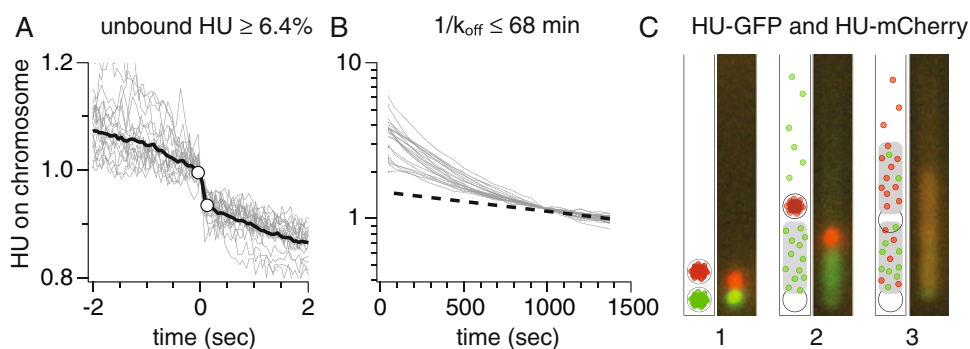 A unbound HU ≥ 6.4%
HU on chromosome
1.2
1.0
0.8
-2 -1 0 1 2
time (sec)
B 1/koff ≤ 68 min
10
1
0 500 1000 1500
time (sec)
C HU-GFP and HU-mCherry
1 2 3